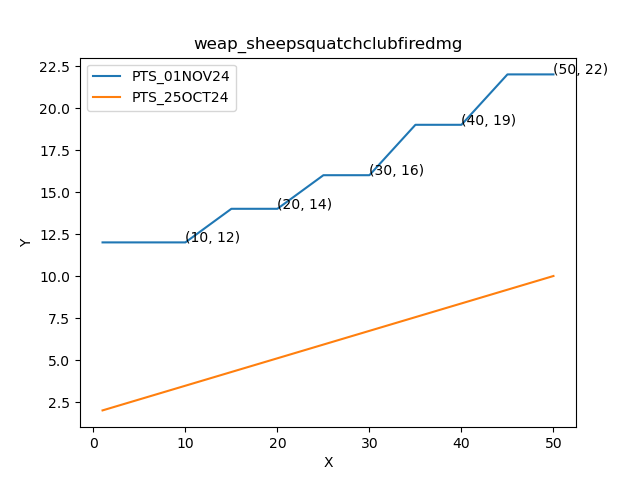 weap_sheepsquatchclubfiredmg
PTS_01NOV24
PTS_25OCT24
Y
22.5
20.0
17.5
15.0
12.5
10.0
7.5
5.0
2.5
(50, 22)
(40, 19)
(30, 16)
(20, 14)
(10, 12)
0 10 20 30 40 50
X